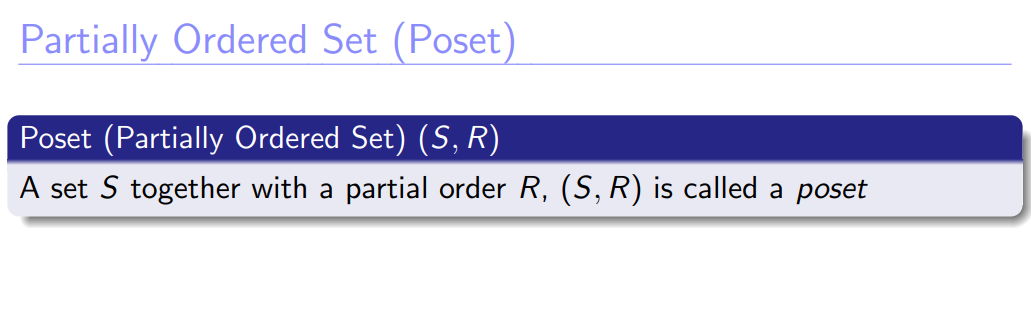 Partially Ordered Set (Poset)
Poset (Partially Ordered Set) (S, R)
A set S together with a partial order R, (S, R) is called a poset